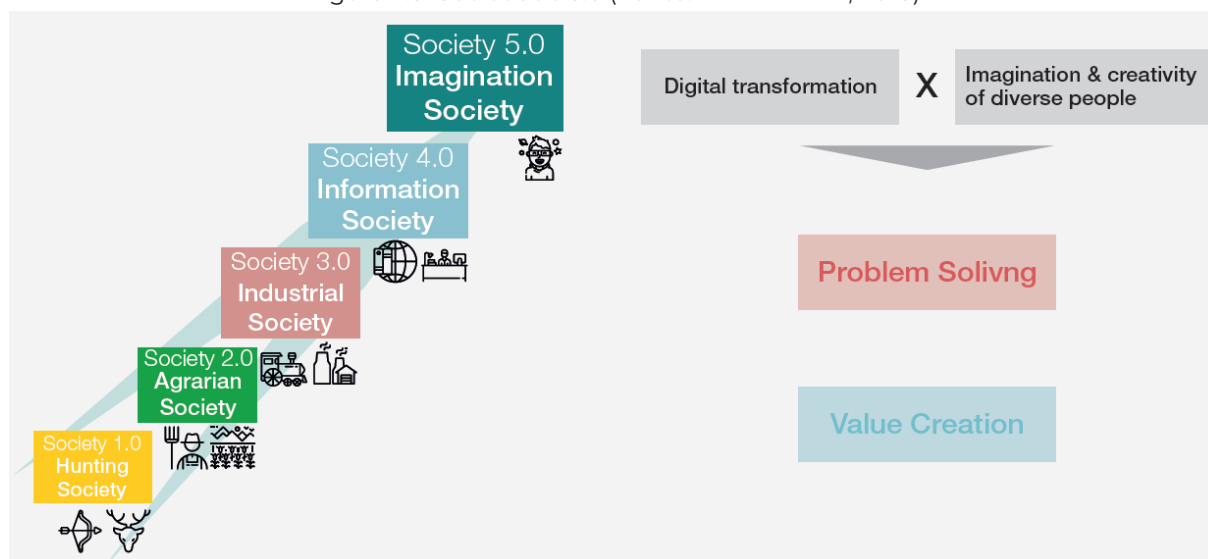 Society 5.0
Imagination
Society
Society 4.0
Information
Society
Society 3.0
Industrial
Society
Society 2.0
Agrarian
Society
Society 1.0
Hunting
Society
Digital transformation
X
Imagination & creativity
of diverse people
Problem Solivng
Value Creation